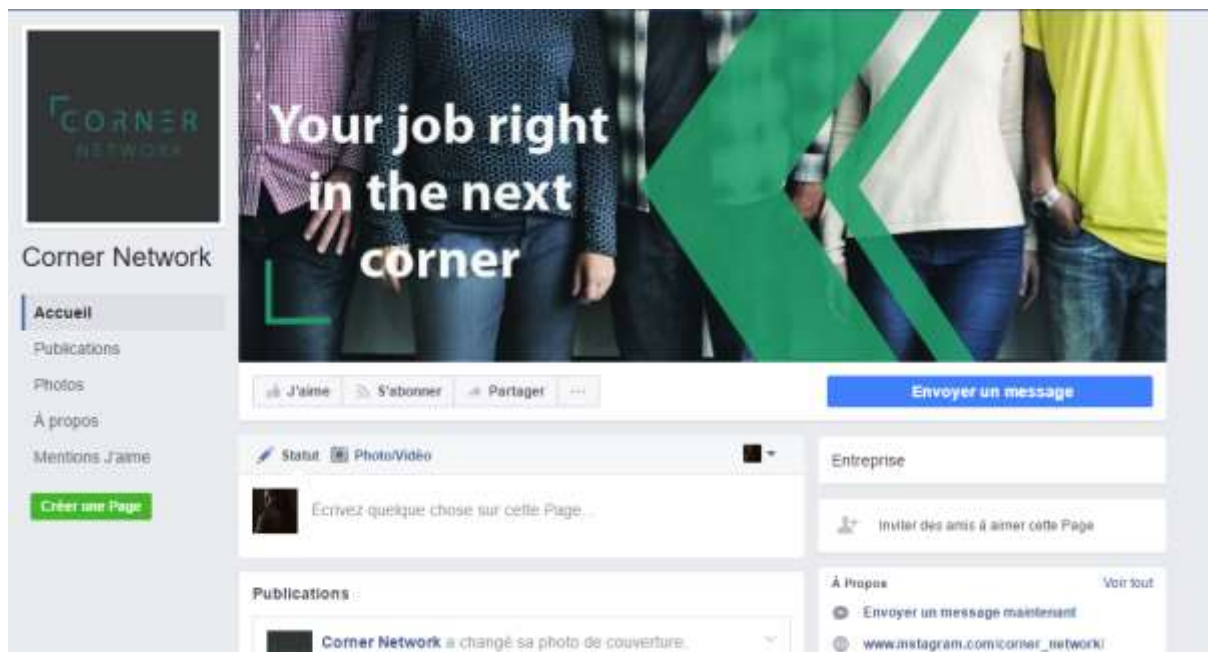 CORNER
NETWORK
Corner Network
Accueil
Publications
Photos
À propos
Mentions J'aime
Créer une Page
Your job right
in the next
corner
J'aime S'abonner Partager ...
Envoyer un message
Statut Photo/Vidéo
Écrivez quelque chose sur cette Page...
Publications
Corner Network a changé sa photo de couverture.
Entreprise
Inviter des amis à aimer cette Page
À Propos Voir tout
Envoyer un message maintenant
www.instagram.com/corner_network/